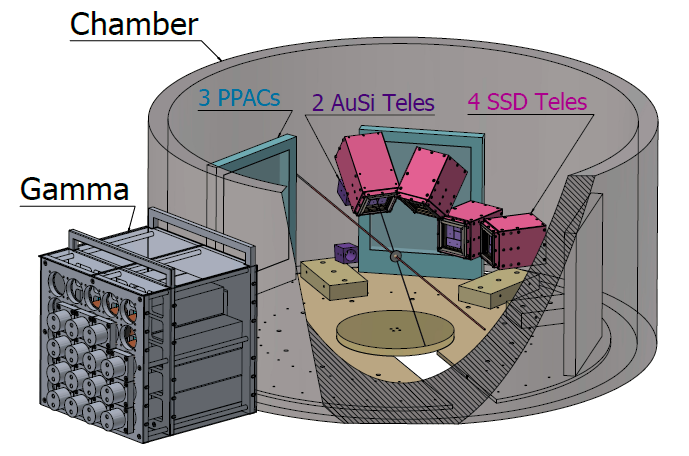 Chamber
3 PPACs
2 AuSi Teles
4 SSD Teles
Gamma